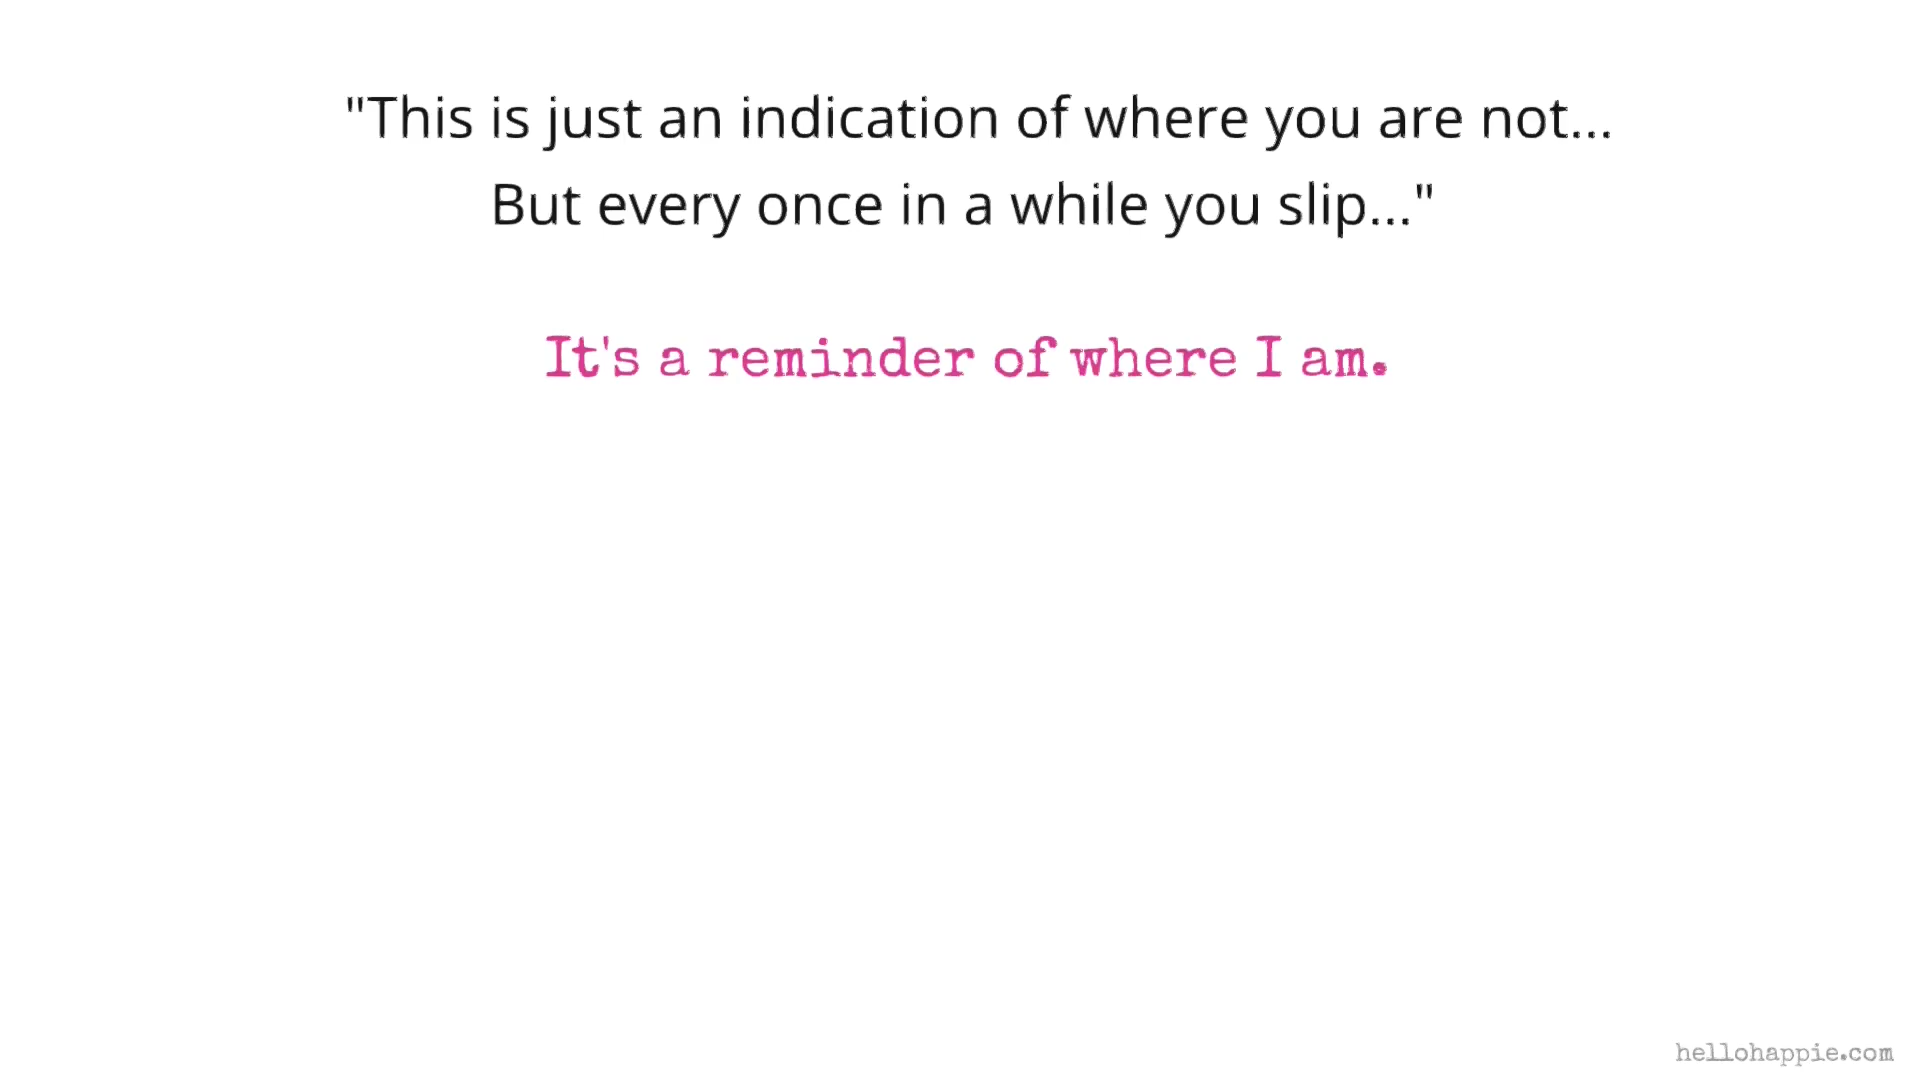 "This is just an indication of where you are not...
But every once in a while you slip..."
It's a reminder of where I am.
hellohappie.com